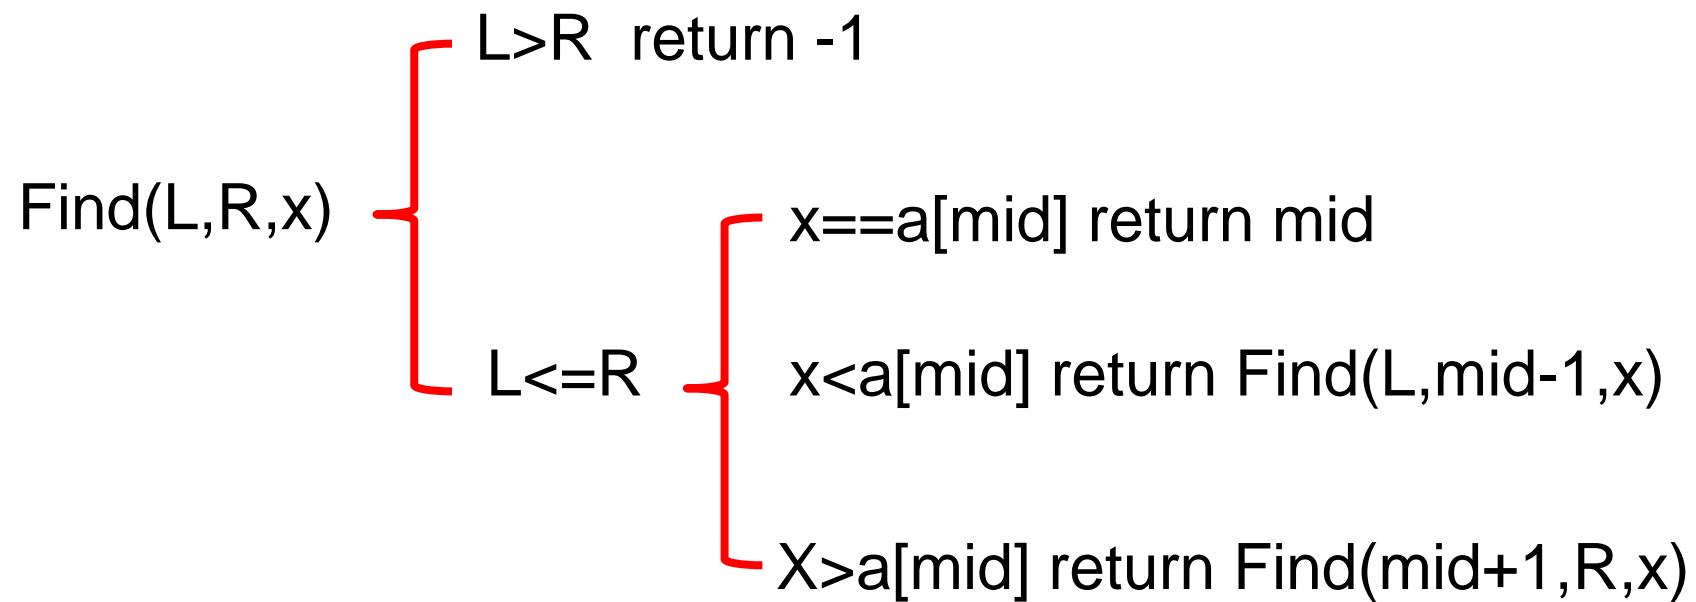 L>R return -1
Find(L,R,x)
x==a[mid] return mid
L<=R
x<a[mid] return Find(L,mid-1,x)
X>a[mid] return Find(mid+1,R,x)